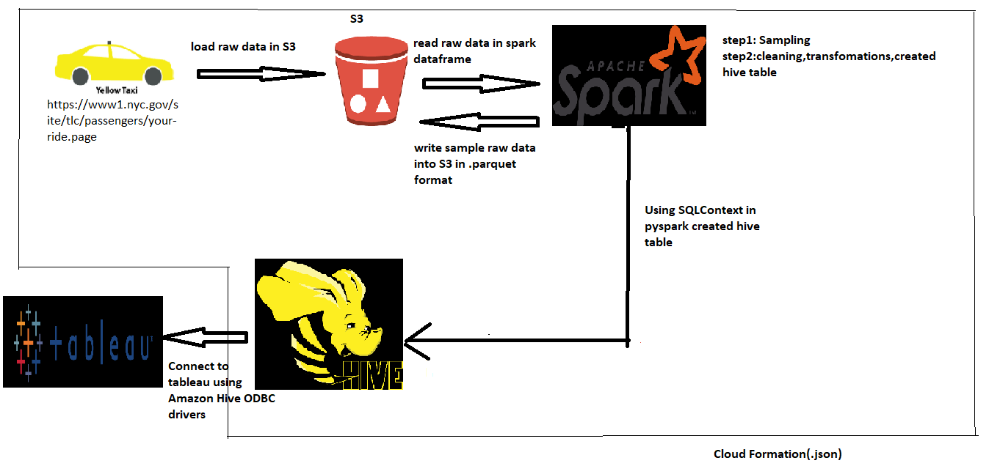 S3
load raw data in S3
Yellow Taxi
https://www1.nyc.gov/s
ite/tlc/passengers/your-
ride.page
read raw data in spark
dataframe
write sample raw data
into S3 in .parquet
format
APACHE
Spark
TM
step1: Sampling
step2:cleaning,transfomations,created
hive table
Using SQLContext in
pyspark created hive
table
HIVE
tableau
Connect to
tableau using
Amazon Hive ODBC
drivers
Cloud Formation(.json)